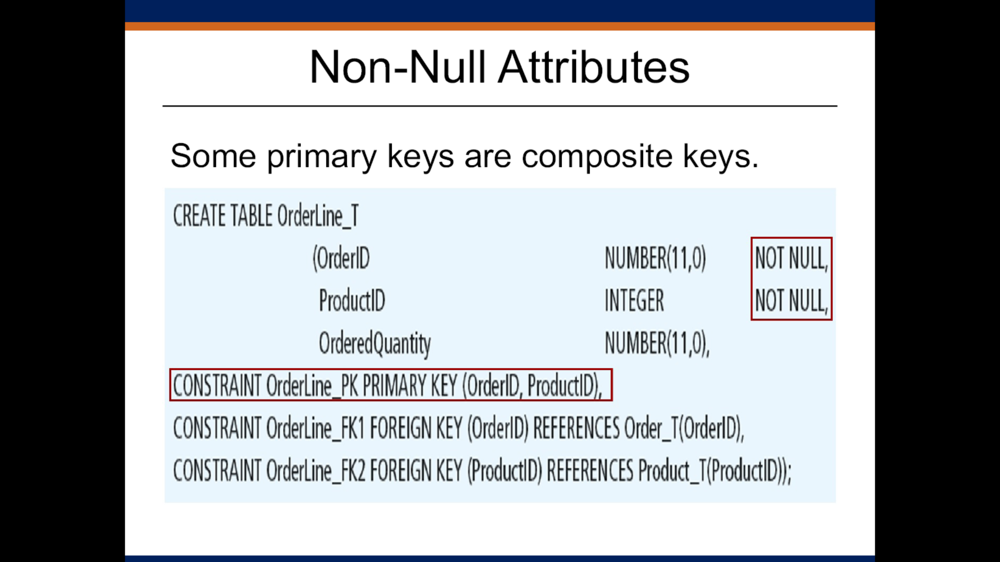 Non-Null Attributes
Some primary keys are composite keys.
CREATE TABLE OrderLine_T
(OrderID NUMBER(11,0) NOT NULL,
ProductID INTEGER NOT NULL,
OrderedQuantity NUMBER(11,0),
CONSTRAINT OrderLine_PK PRIMARY KEY (OrderID, ProductID),
CONSTRAINT OrderLine_FK1 FOREIGN KEY (OrderID) REFERENCES Order_T(OrderID),
CONSTRAINT OrderLine_FK2 FOREIGN KEY (ProductID) REFERENCES Product_T(ProductID));